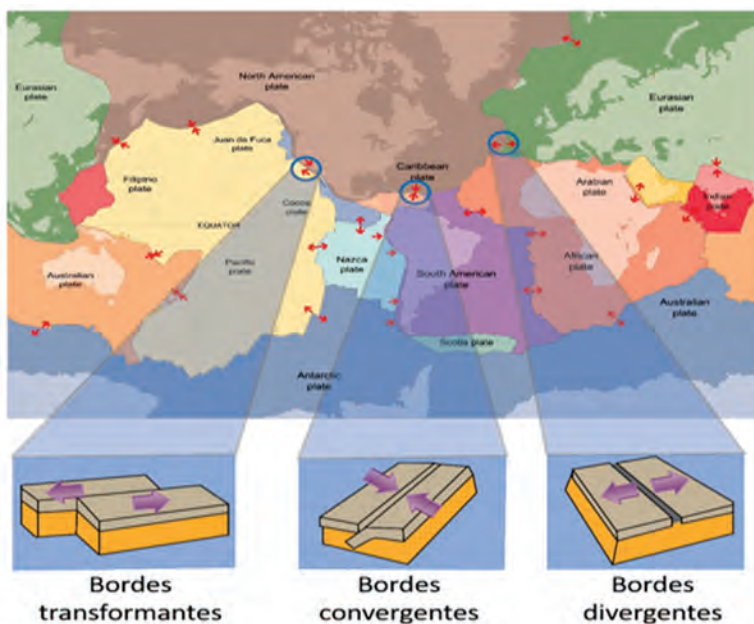 North American
plate
Eurasian
plate
Eurasian
plate
Juan de Fuca
plate
Filipino
plate
Caribbean
plate
Arabian
plate
Indian
plate
Cocos
plate
EQUATOR
Australian
plate
Pacific
plate
Nazca
plate
South American
plate
African
plate
Australian
plate
Scotia plate
Antarctic
plate
Bordes
transformantes
Bordes
convergentes
Bordes
divergentes